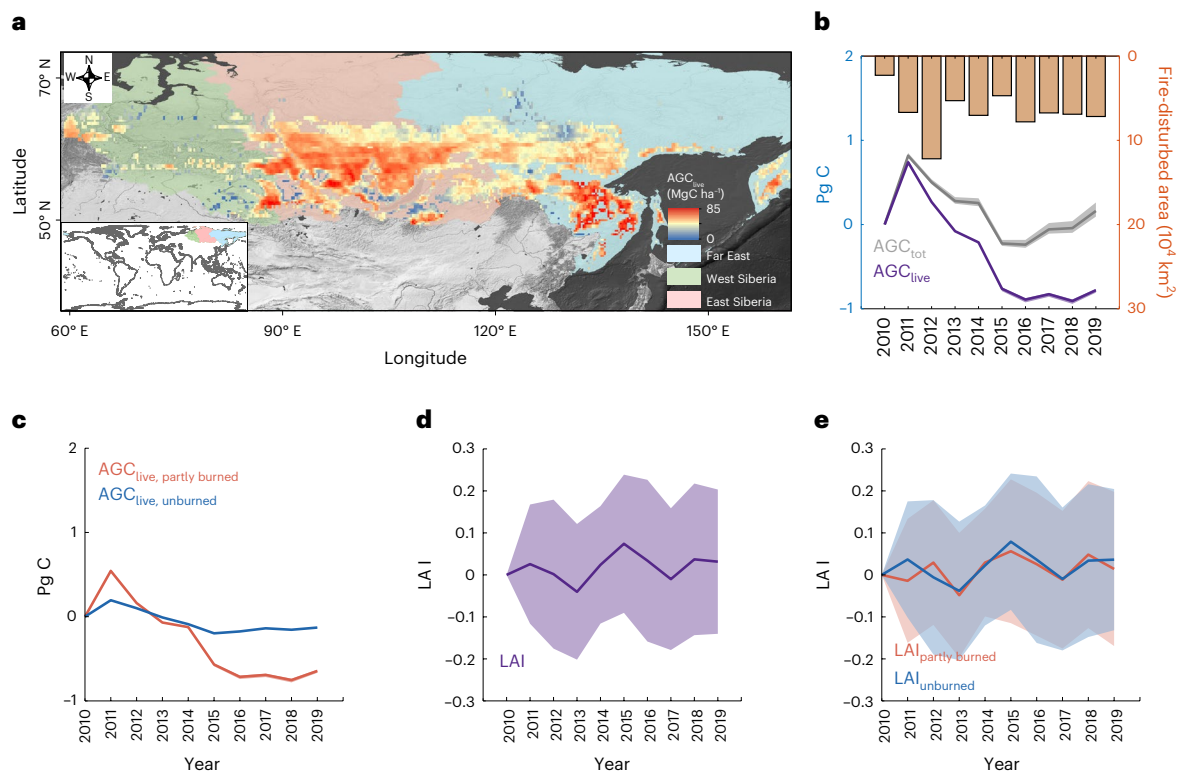 a
N
W E
S
70° N
50° N
Latitude
AGC_live
(MgC ha⁻¹)
85
0
Far East
West Siberia
East Siberia
60° E
90° E
120° E
150° E
Longitude
b
2
1
0
−1
Pg C
0
10
20
30
Fire-disturbed area (10⁴ km²)
AGC_tot
AGC_live
2010
2011
2012
2013
2014
2015
2016
2017
2018
2019
c
2
1
0
−1
Pg C
AGC_live, partly burned
AGC_live, unburned
2010
2011
2012
2013
2014
2015
2016
2017
2018
2019
Year
d
0.3
0.2
0.1
0
−0.1
−0.2
−0.3
LA I
LAI
2010
2011
2012
2013
2014
2015
2016
2017
2018
2019
Year
e
0.3
0.2
0.1
0
−0.1
−0.2
−0.3
LA I
LAI_partly burned
LAI_unburned
2010
2011
2012
2013
2014
2015
2016
2017
2018
2019
Year